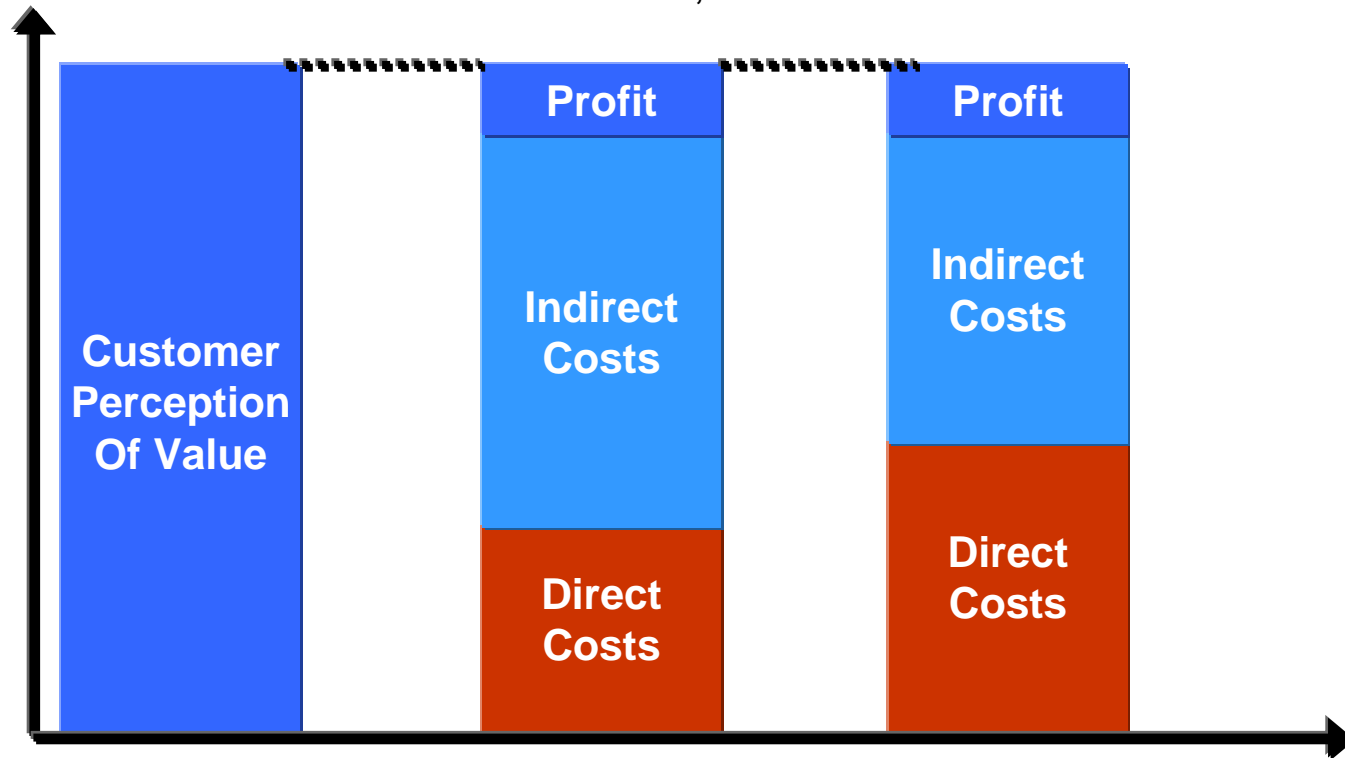 Customer
Perception
Of Value
Profit
Indirect
Costs
Direct
Costs
Profit
Indirect
Costs
Direct
Costs